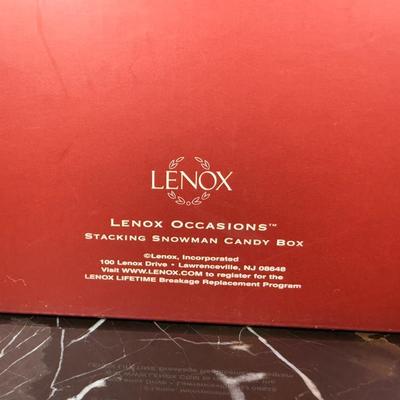 LENOX
LENOX OCCASIONS™
STACKING SNOWMAN CANDY BOX
©Lenox, Incorporated
100 Lenox Drive • Lawrenceville, NJ 08648
Visit WWW.LENOX.COM to register for the
LENOX LIFETIME Breakage Replacement Program